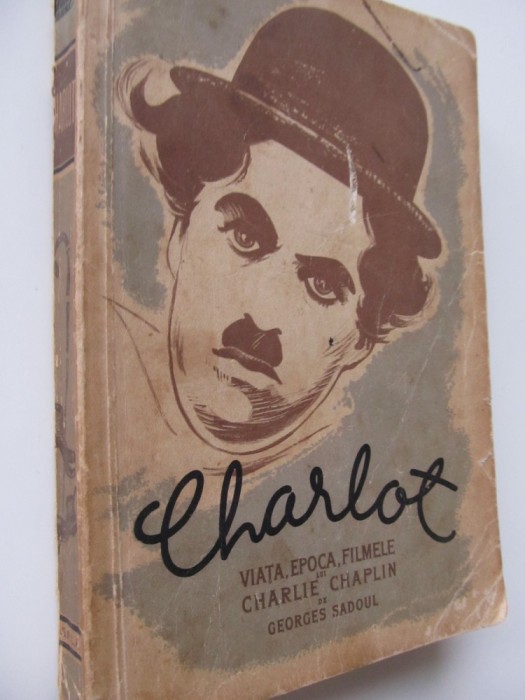 Charlot
VIAȚA, EPOCA, FILMELE
LUI
CHARLIE CHAPLIN
DE
GEORGES SADOUL